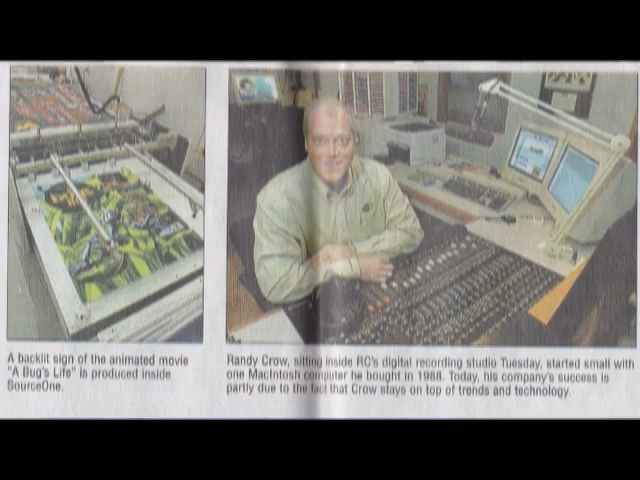 A backlit sign of the animated movie
"A Bug's Life" is produced inside
SourceOne.
Randy Crow, sitting inside RC's digital recording studio Tuesday, started small with
one MacIntosh computer he bought in 1988. Today, his company's success is
partly due to the fact that Crow stays on top of trends and technology.